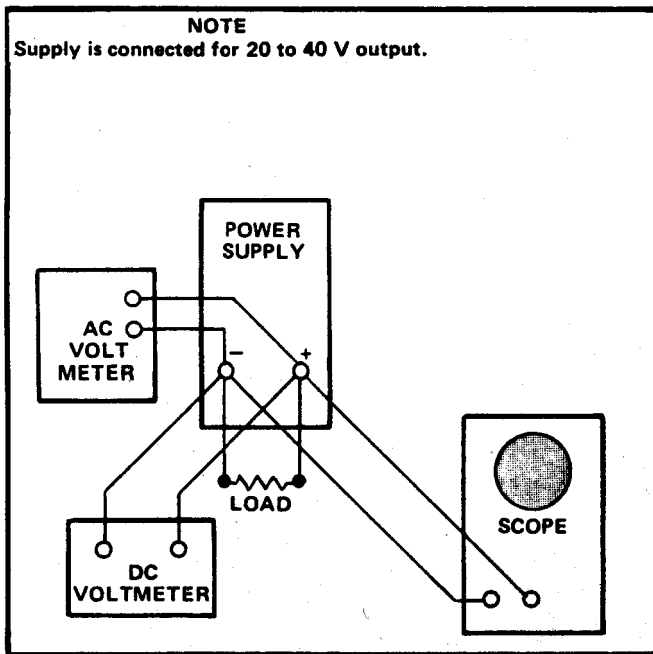 NOTE
Supply is connected for 20 to 40 V output.
POWER
SUPPLY
AC
VOLT
METER
−
+
LOAD
SCOPE
DC
VOLTMETER